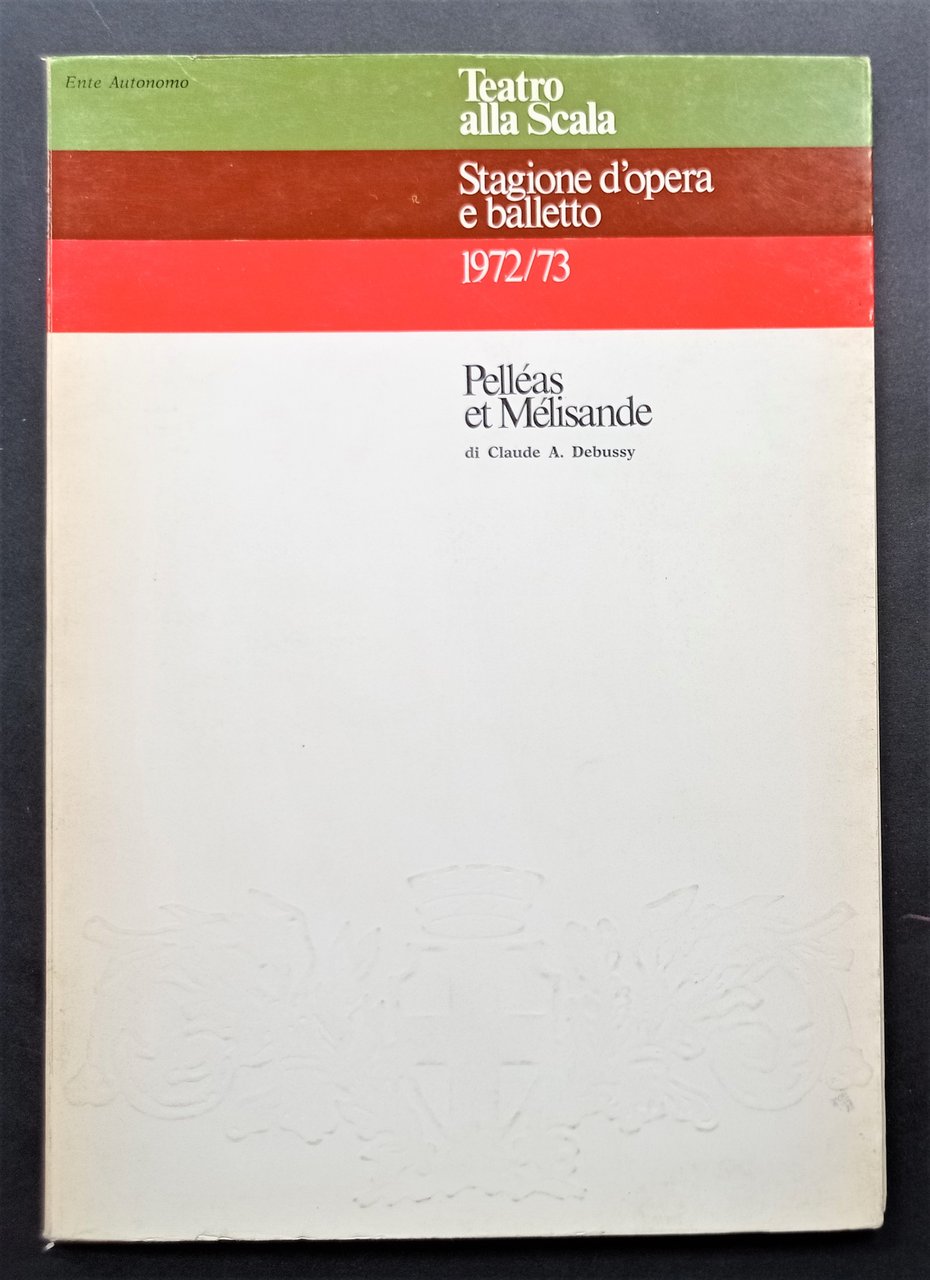 Ente Autonomo
Teatro
alla Scala
Stagione d'opera
e balletto
1972/73
Pelléas
et Mélisande
di Claude A. Debussy